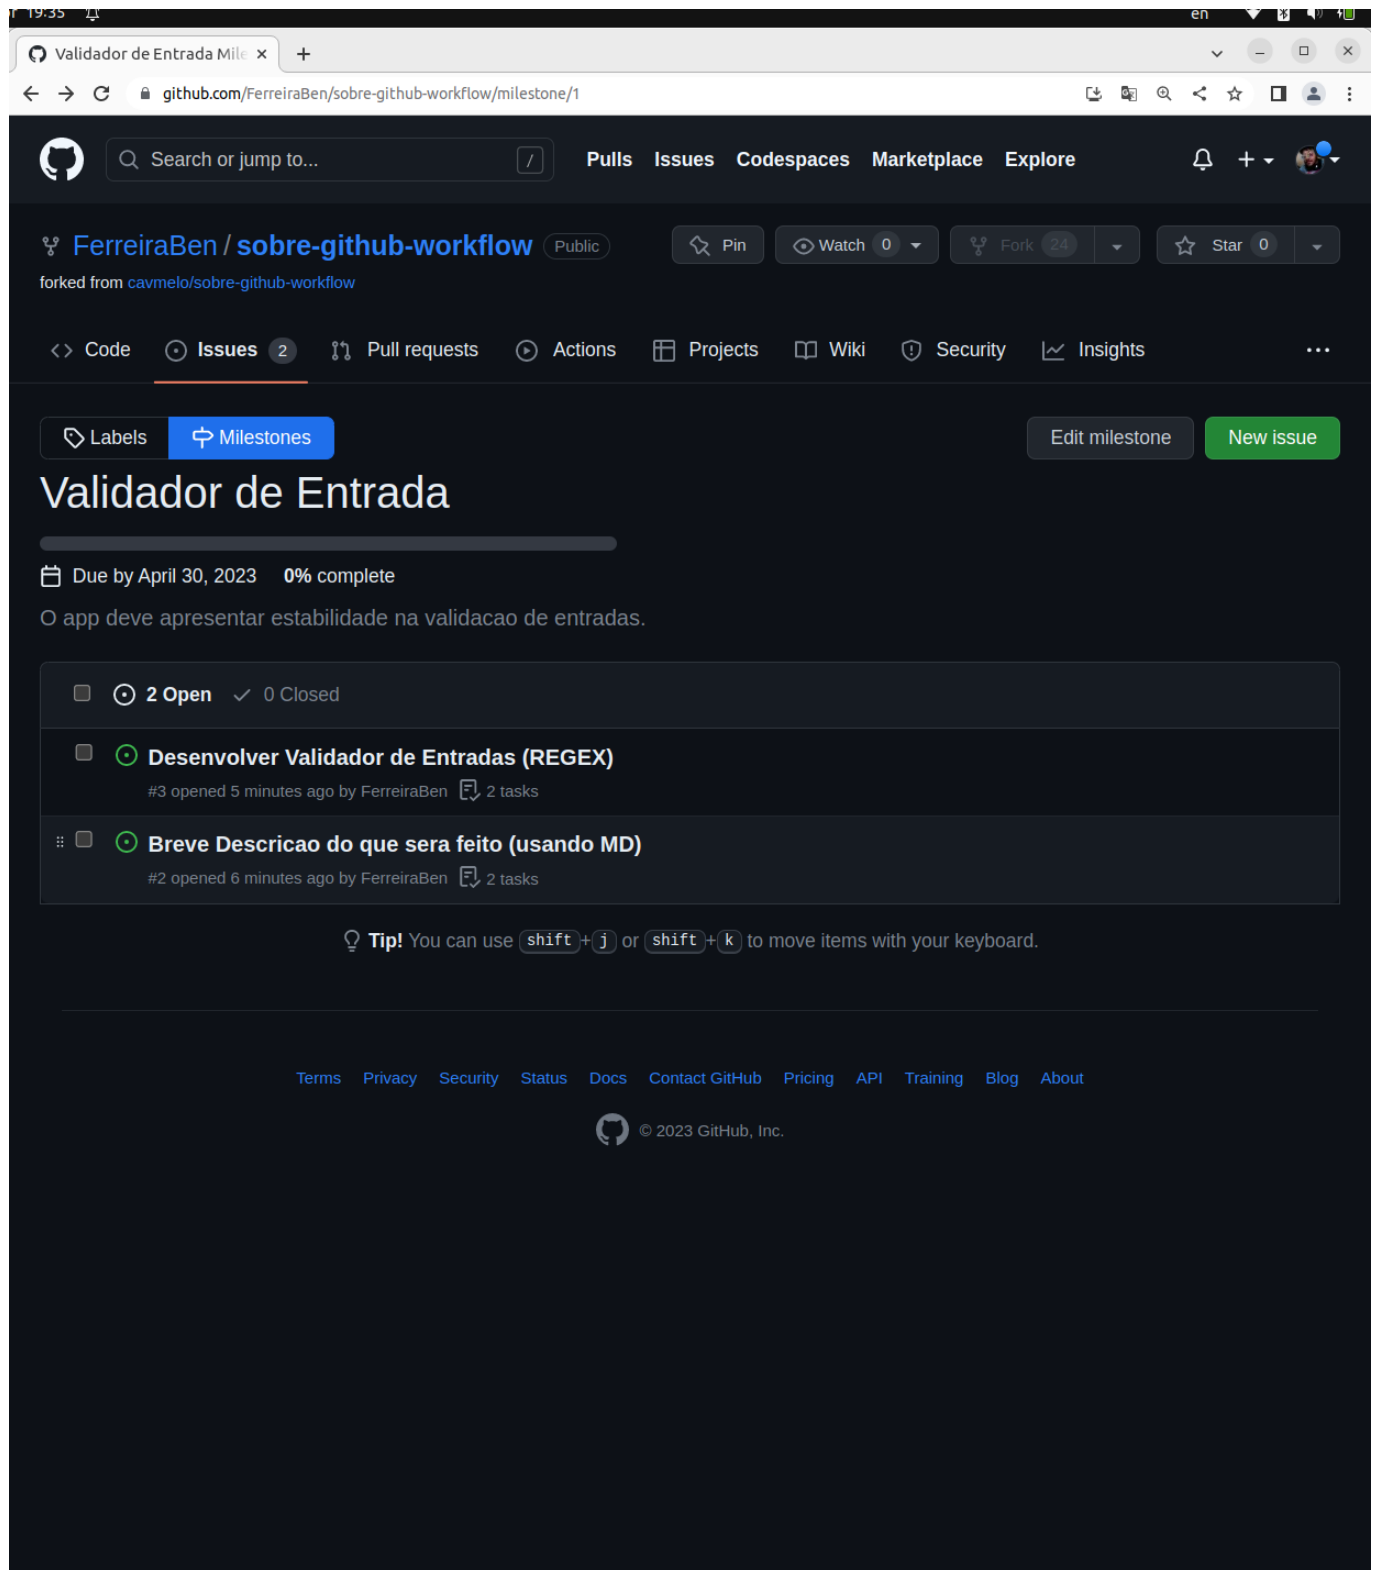 19:35 en
Validador de Entrada Mile
github.com/FerreiraBen/sobre-github-workflow/milestone/1
Search or jump to... / Pulls Issues Codespaces Marketplace Explore
FerreiraBen / sobre-github-workflow Public Pin Watch 0 Fork 24 Star 0
forked from cavmelo/sobre-github-workflow
Code Issues 2 Pull requests Actions Projects Wiki Security Insights
Labels Milestones Edit milestone New issue
Validador de Entrada
Due by April 30, 2023 0% complete
O app deve apresentar estabilidade na validacao de entradas.
2 Open 0 Closed
Desenvolver Validador de Entradas (REGEX)
#3 opened 5 minutes ago by FerreiraBen 2 tasks
Breve Descricao do que sera feito (usando MD)
#2 opened 6 minutes ago by FerreiraBen 2 tasks
Tip! You can use shift+j or shift+k to move items with your keyboard.
Terms Privacy Security Status Docs Contact GitHub Pricing API Training Blog About
© 2023 GitHub, Inc.